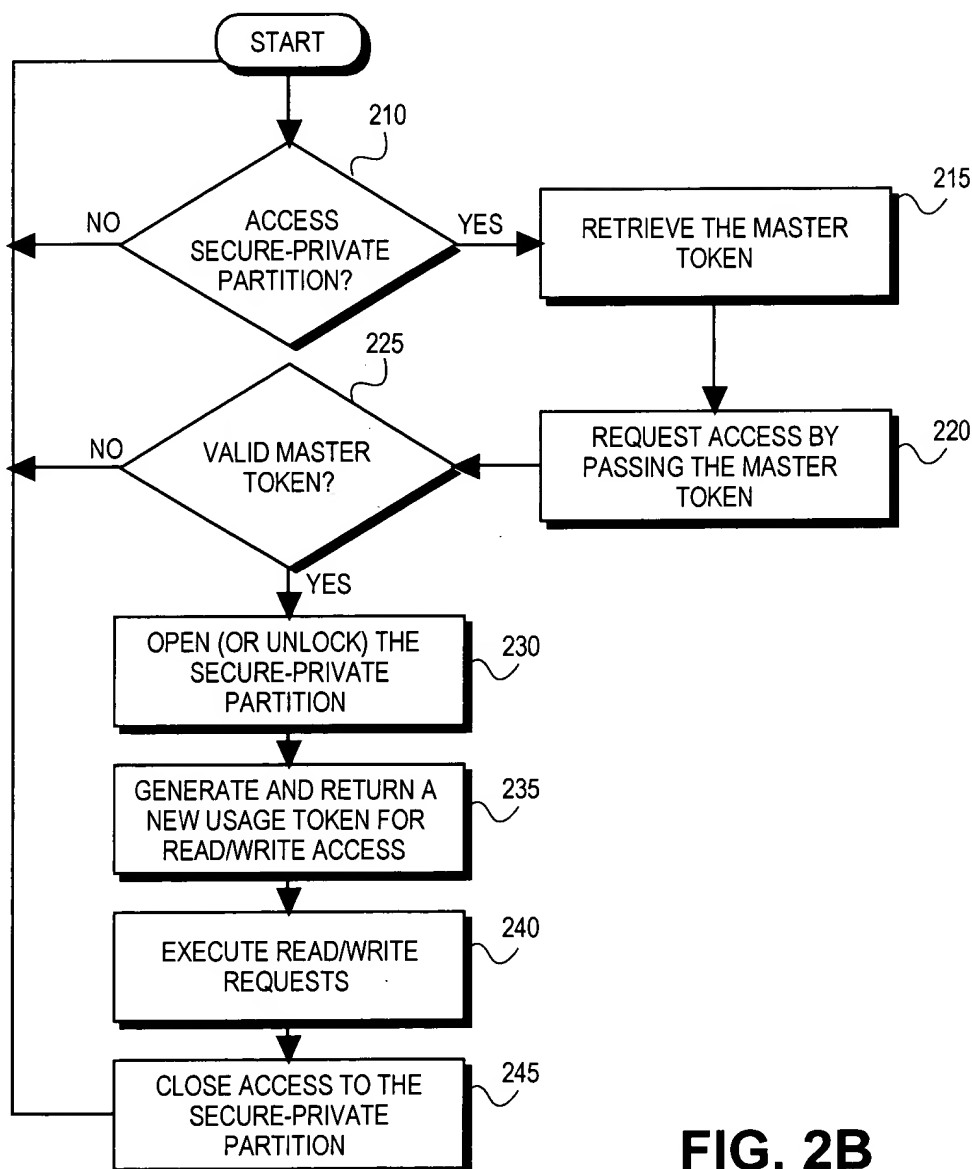 START
210
ACCESS
SECURE-PRIVATE
PARTITION?
NO
YES
215
RETRIEVE THE MASTER
TOKEN
220
REQUEST ACCESS BY
PASSING THE MASTER
TOKEN
225
VALID MASTER
TOKEN?
NO
YES
230
OPEN (OR UNLOCK) THE
SECURE-PRIVATE
PARTITION
235
GENERATE AND RETURN A
NEW USAGE TOKEN FOR
READ/WRITE ACCESS
240
EXECUTE READ/WRITE
REQUESTS
245
CLOSE ACCESS TO THE
SECURE-PRIVATE
PARTITION
FIG. 2B